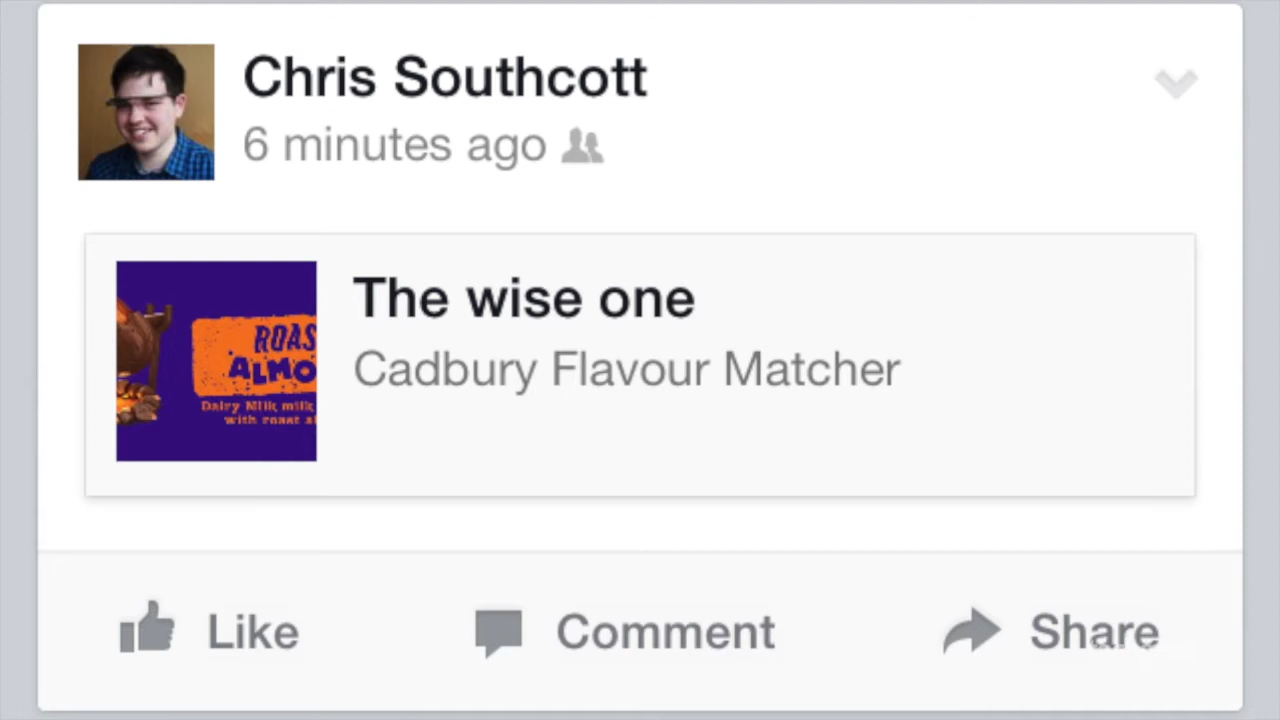 Chris Southcott
6 minutes ago
The wise one
Cadbury Flavour Matcher
ROAS
ALMO
Dairy Milk milk
with roast al
Like
Comment
Share